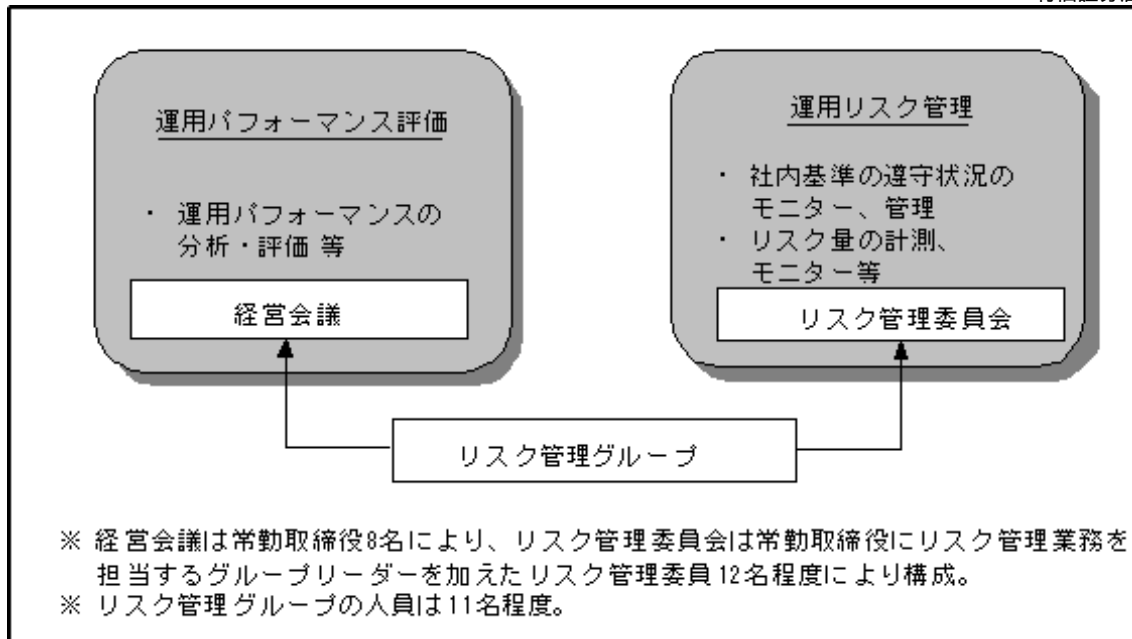 運用パフォーマンス評価
・ 運用パフォーマンスの
分析・評価 等
経営会議
運用リスク管理
・ 社内基準の遵守状況の
モニター、管理
・ リスク量の計測、
モニター等
リスク管理委員会
リスク管理グループ
※ 経営会議は常勤取締役8名により、リスク管理委員会は常勤取締役にリスク管理業務を
担当するグループリーダーを加えたリスク管理委員12名程度により構成。
※ リスク管理グループの人員は11名程度。